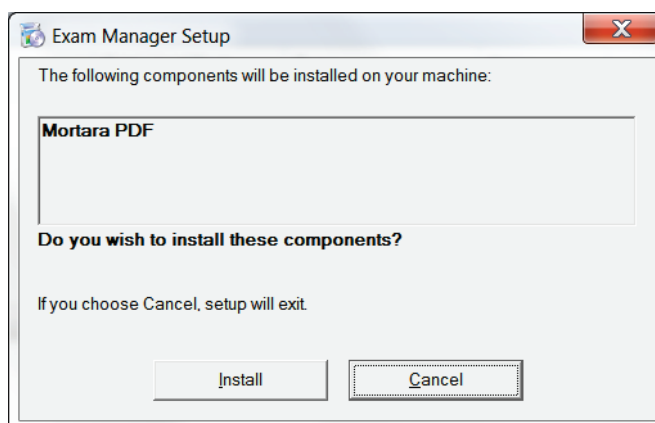 Exam Manager Setup
The following components will be installed on your machine:
Mortara PDF
Do you wish to install these components?
If you choose Cancel, setup will exit.
Install
Cancel